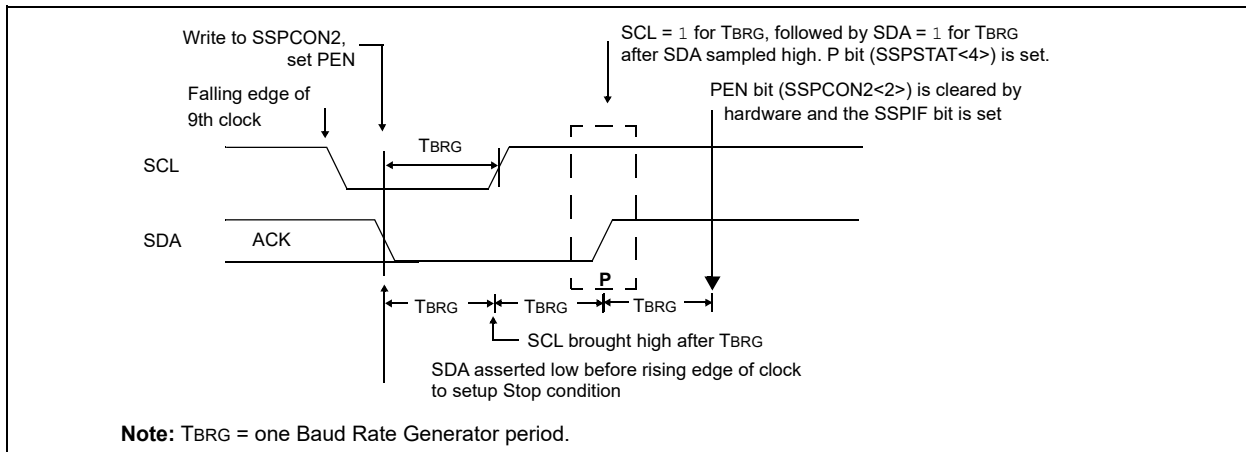 Write to SSPCON2,
set PEN
SCL = 1 for TBRG, followed by SDA = 1 for TBRG
after SDA sampled high. P bit (SSPSTAT<4>) is set.
Falling edge of
9th clock
PEN bit (SSPCON2<2>) is cleared by
hardware and the SSPIF bit is set
TBRG
SCL
SDA
ACK
P
TBRG
TBRG
TBRG
SCL brought high after TBRG
SDA asserted low before rising edge of clock
to setup Stop condition
Note: TBRG = one Baud Rate Generator period.